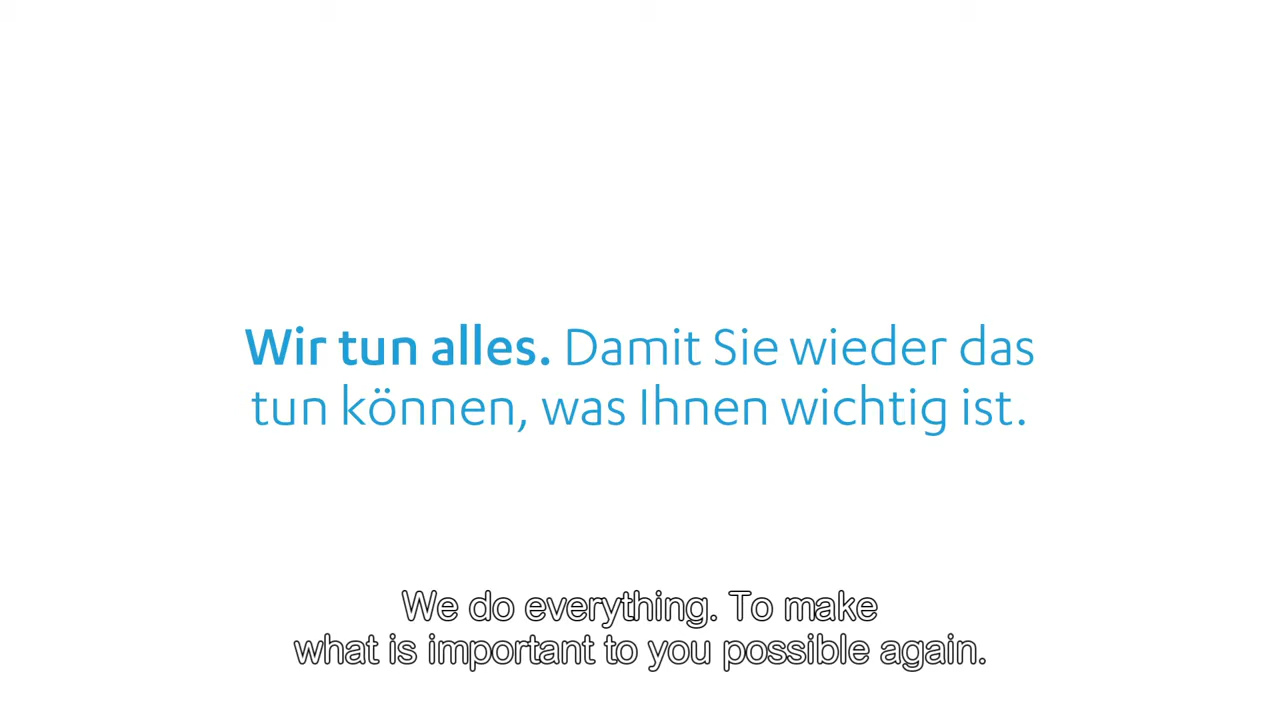 Wir tun alles. Damit Sie wieder das
tun können, was Ihnen wichtig ist.
We do everything. To make
what is important to you possible again.